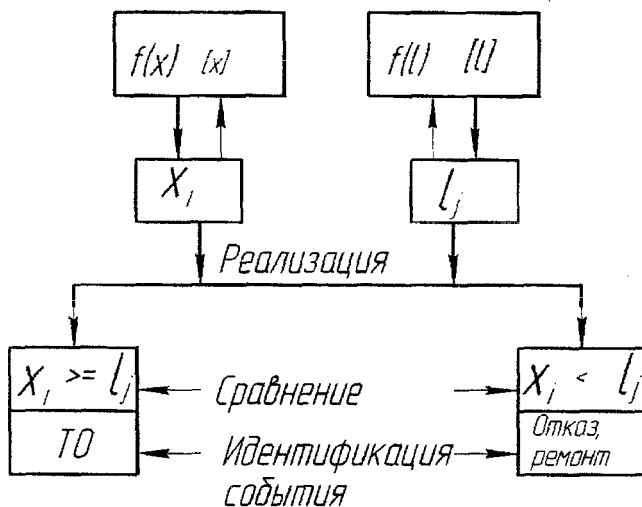 f(x) [x]
f(l) [l]
X_i
l_j
Реализация
X_i >= l_j
Сравнение
X_i < l_j
ТО
Идентификация
события
Отказ,
ремонт